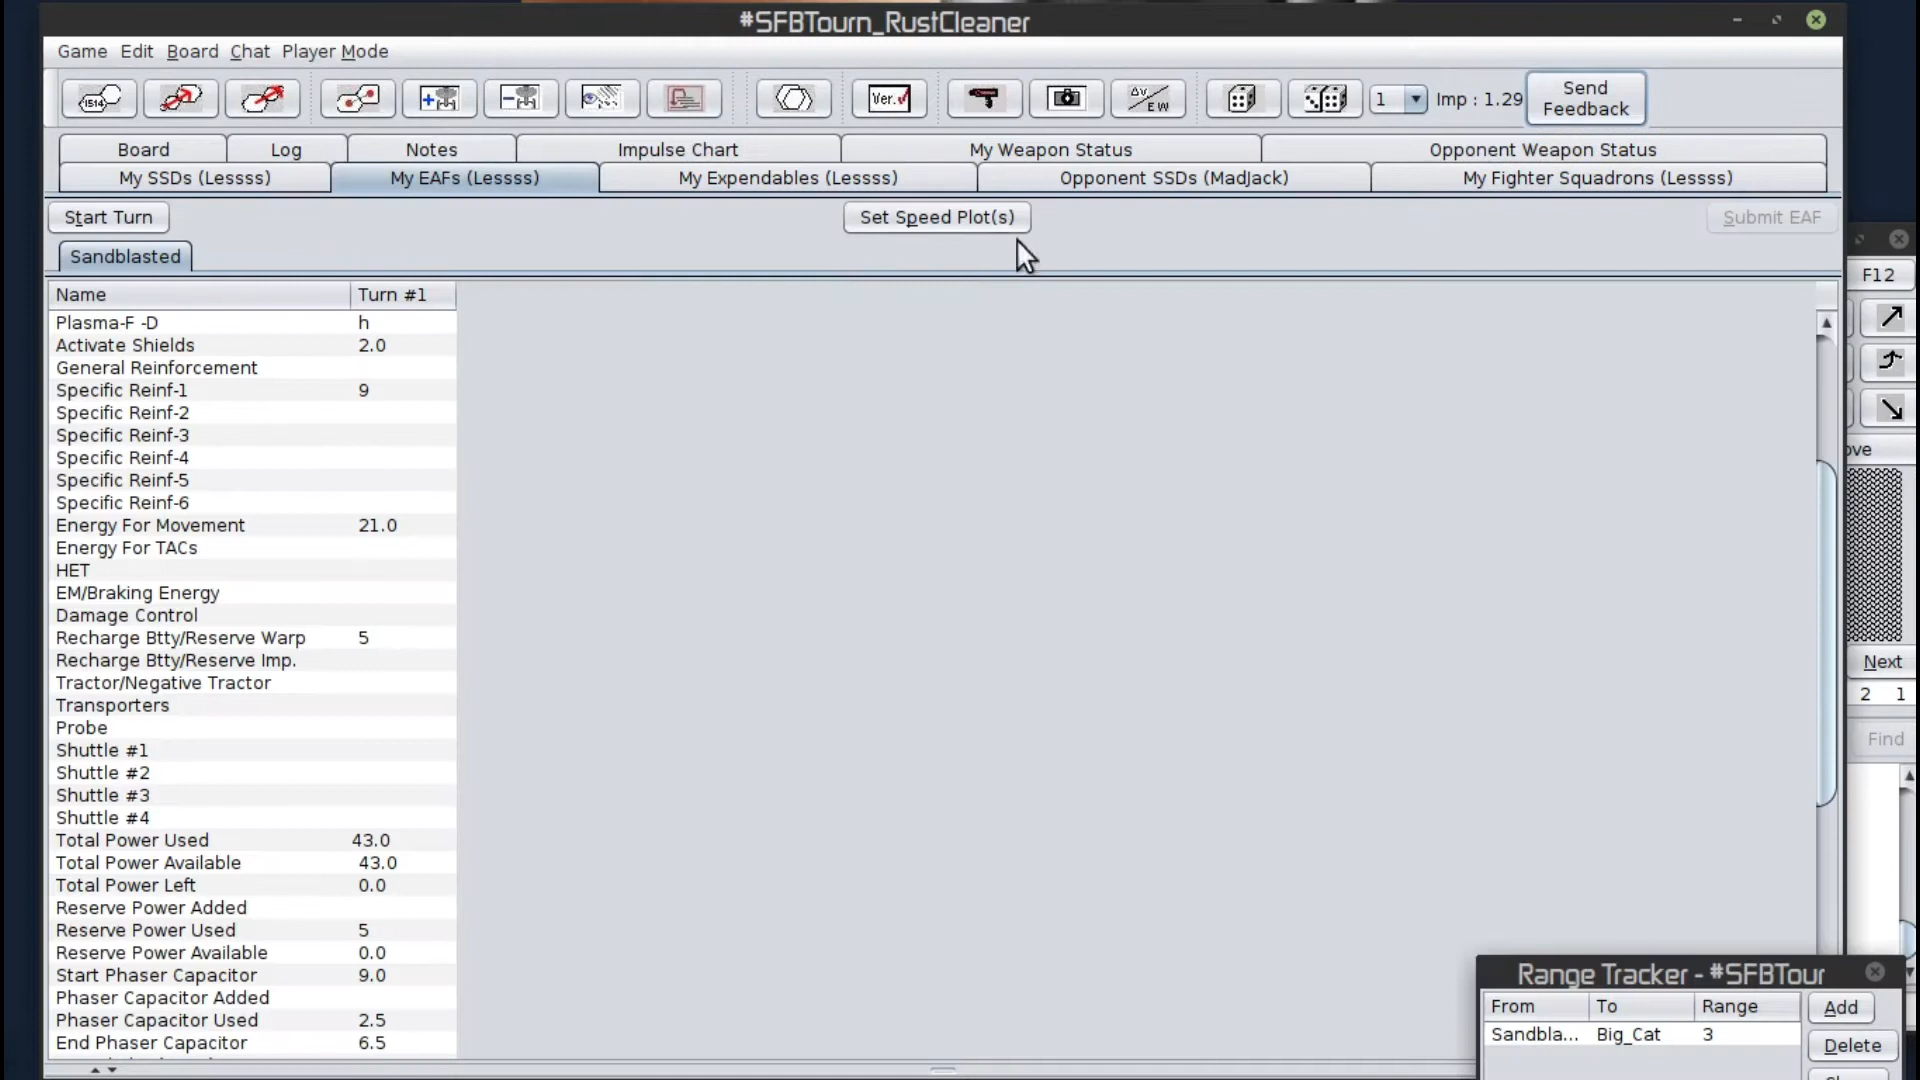 #SFBTourn_RustCleaner
Game Edit Board Chat Player Mode
1514 Ver. ΔV/EW 1 Imp : 1.29 Send Feedback
Board Log Notes Impulse Chart My Weapon Status Opponent Weapon Status
My SSDs (Lessss) My EAFs (Lessss) My Expendables (Lessss) Opponent SSDs (MadJack) My Fighter Squadrons (Lessss)
Start Turn Set Speed Plot(s) Submit EAF
Sandblasted
F12
Name Turn #1
Plasma-F -D h
Activate Shields 2.0
General Reinforcement
Specific Reinf-1 9
Specific Reinf-2
Specific Reinf-3
Specific Reinf-4
Specific Reinf-5
Specific Reinf-6
Energy For Movement 21.0
Energy For TACs
HET
EM/Braking Energy
Damage Control
Recharge Btty/Reserve Warp 5
Recharge Btty/Reserve Imp.
Tractor/Negative Tractor
Transporters
Probe
Shuttle #1
Shuttle #2
Shuttle #3
Shuttle #4
Total Power Used 43.0
Total Power Available 43.0
Total Power Left 0.0
Reserve Power Added
Reserve Power Used 5
Reserve Power Available 0.0
Start Phaser Capacitor 9.0
Phaser Capacitor Added
Phaser Capacitor Used 2.5
End Phaser Capacitor 6.5
ove
Next
2 1
Find
Range Tracker - #SFBTour
From To Range Add
Sandbla... Big_Cat 3
Delete